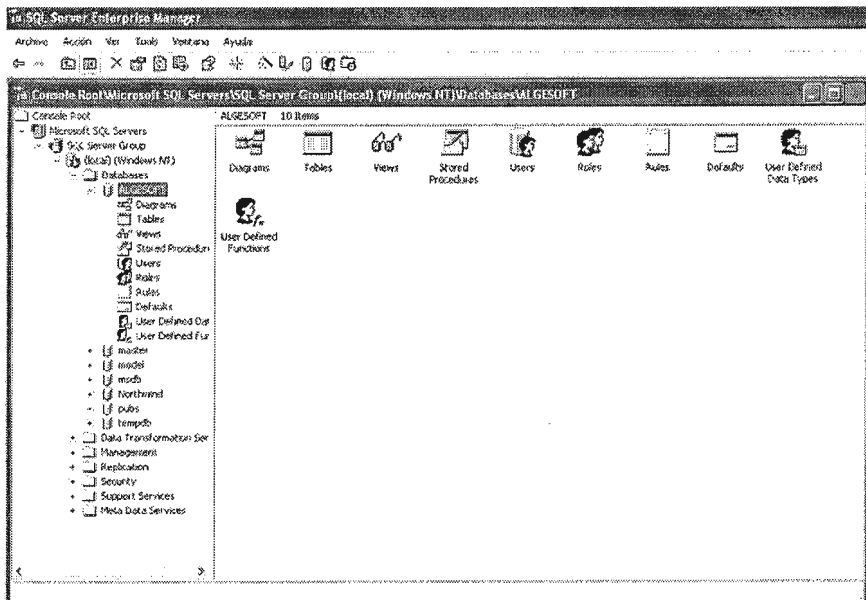 SQL Server Enterprise Manager
Archivo Acción Ver Tools Ventana Ayuda
Console Root\Microsoft SQL Servers\SQL Server Group\(local) (Windows NT)\Databases\ALGESOFT
Console Root
Microsoft SQL Servers
SQL Server Group
(local) (Windows NT)
Databases
ALGESOFT
Diagrams
Tables
Views
Stored Procedur
Users
Roles
Rules
Defaults
User Defined Dat
User Defined Fur
master
model
msdb
Northwind
pubs
tempdb
Data Transformation Ser
Management
Replication
Security
Support Services
Meta Data Services
ALGESOFT 10 Items
Diagrams Tables Views Stored Procedures Users Roles Rules Defaults User Defined Data Types
User Defined Functions